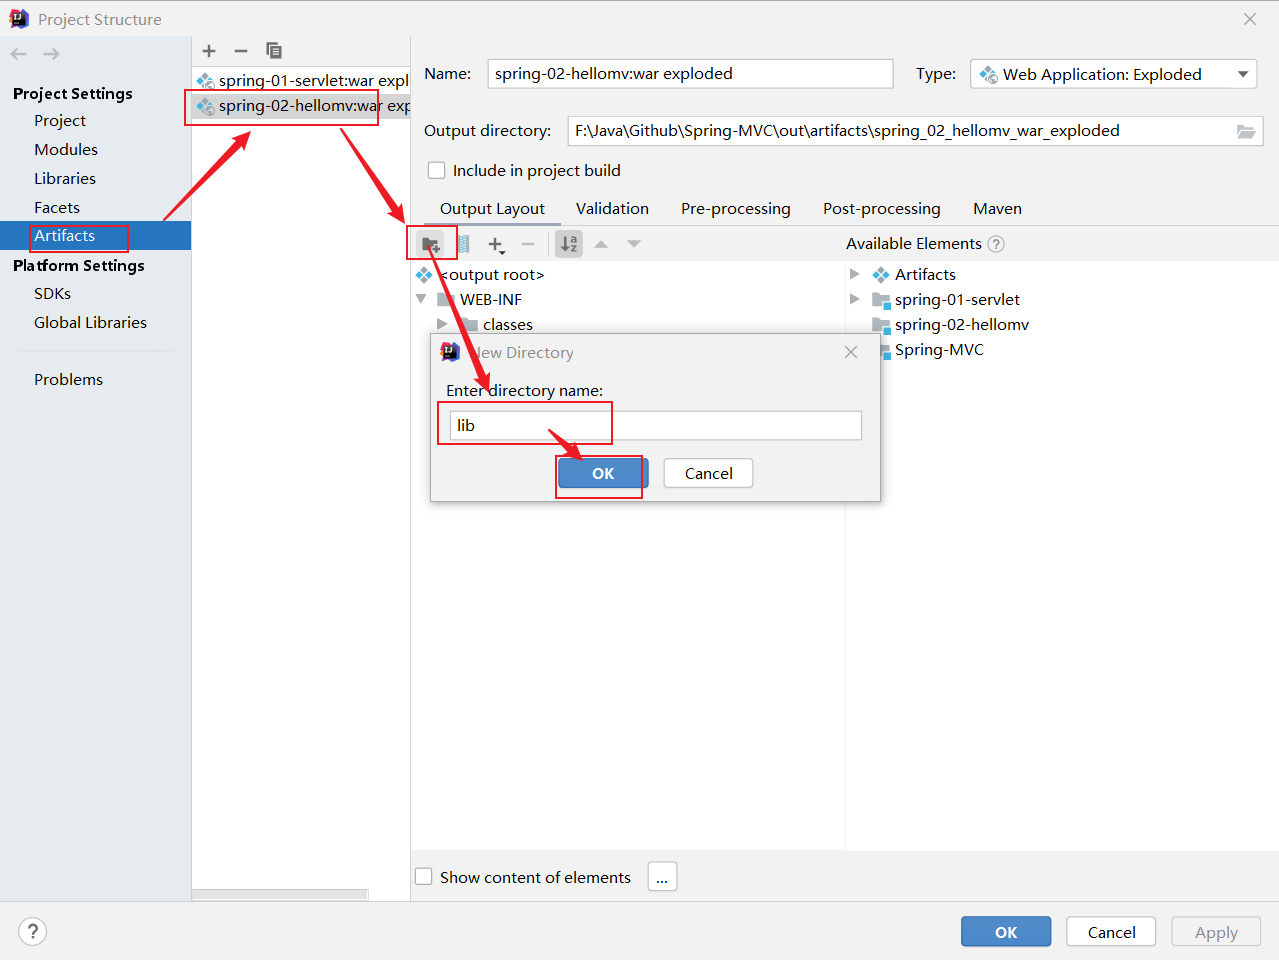 Project Structure
Project Settings
Project
Modules
Libraries
Facets
Artifacts
Platform Settings
SDKs
Global Libraries
Problems
spring-01-servlet:war expl
spring-02-hellomv:war exp
Name:
spring-02-hellomv:war exploded
Type:
Web Application: Exploded
Output directory:
F:\Java\Github\Spring-MVC\out\artifacts\spring_02_hellomv_war_exploded
Include in project build
Output Layout
Validation
Pre-processing
Post-processing
Maven
Available Elements
<output root>
WEB-INF
classes
Artifacts
spring-01-servlet
spring-02-hellomv
Spring-MVC
New Directory
Enter directory name:
lib
OK
Cancel
Show content of elements
...
?
OK
Cancel
Apply